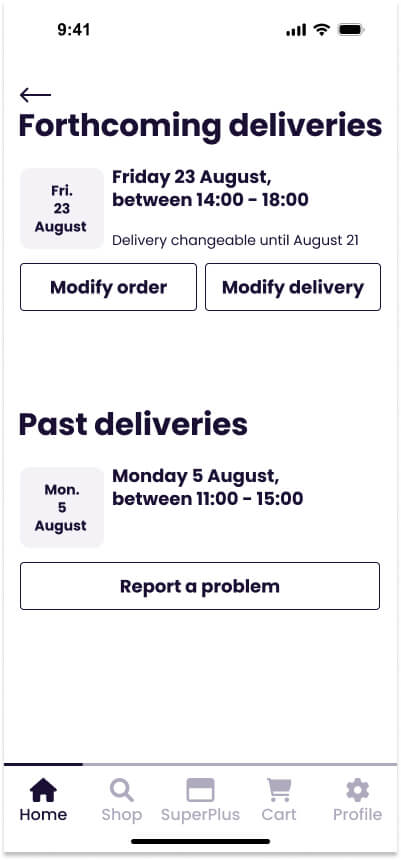 9:41
Forthcoming deliveries
Fri.
23
August
Friday 23 August,
between 14:00 - 18:00
Delivery changeable until August 21
Modify order
Modify delivery
Past deliveries
Mon.
5
August
Monday 5 August,
between 11:00 - 15:00
Report a problem
Home
Shop
SuperPlus
Cart
Profile